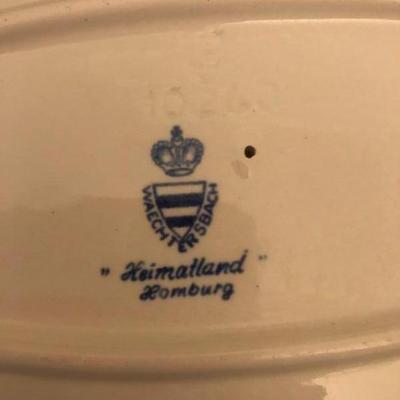 WAECHTERSBACH
" Heimatland "
Homburg